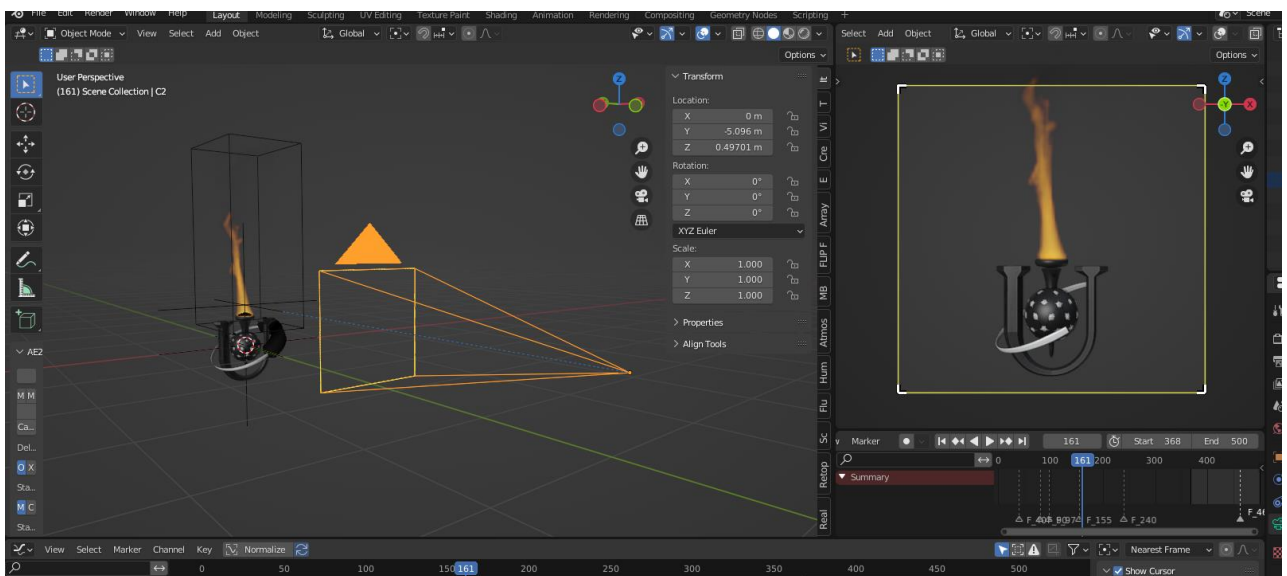 File Edit Render Window Help Layout Modeling Sculpting UV Editing Texture Paint Shading Animation Rendering Compositing Geometry Nodes Scripting + Scene
Object Mode View Select Add Object Global
Select Add Object Global
Options
Options
User Perspective
(161) Scene Collection | C2
Transform
Location:
X 0 m
Y -5.096 m
Z 0.49701 m
Rotation:
X 0°
Y 0°
Z 0°
XYZ Euler
Scale:
X 1.000
Y 1.000
Z 1.000
Properties
Align Tools
It
T
Vi
Cre
E
Array
FLIP F
MB
Atmos
Hum
Flu
Sc
Retop
Real
Z
Z
-Y
X
AE2
M M
Ca...
Del...
O X
Sta...
M C
Sta...
Marker 161 Start 368 End 500
0 100 161 200 300 400
Summary
F_155 F_240
View Select Marker Channel Key Normalize Nearest Frame
0 50 100 150 161 200 250 300 350 400 450 500
Show Cursor